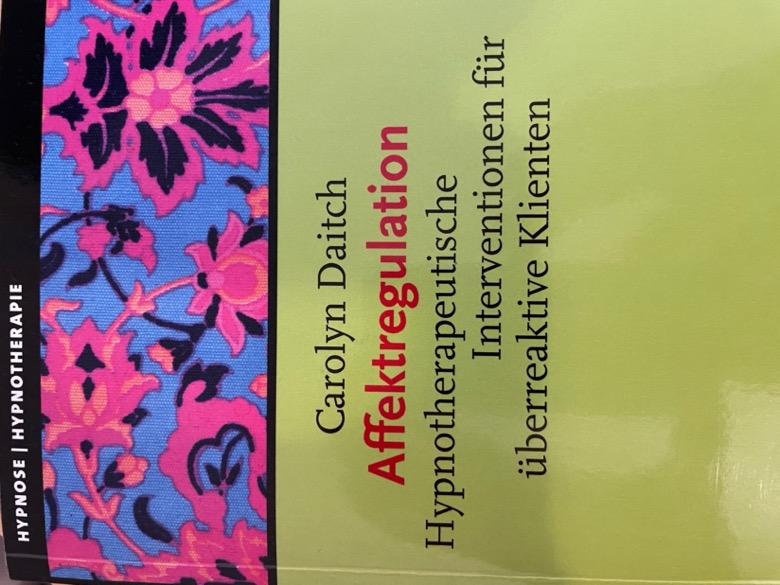 HYPNOSE | HYPNOTHERAPIE
Carolyn Daitch
Affektregulation
Hypnotherapeutische
Interventionen für
überreaktive Klienten